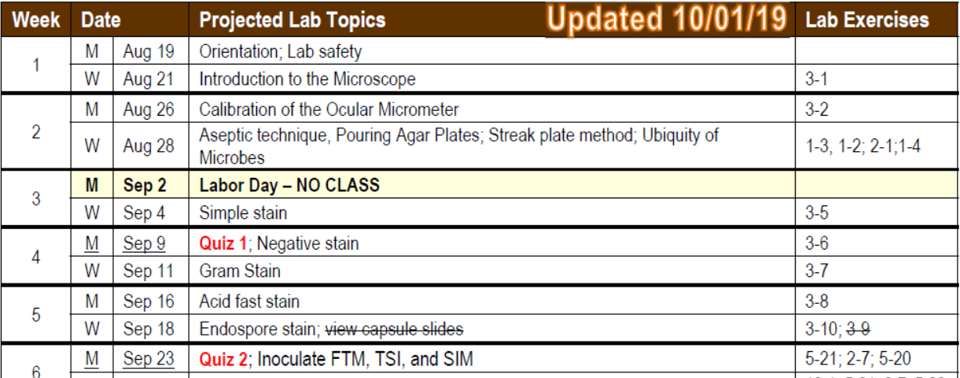 Week Date Projected Lab Topics Updated 10/01/19 Lab Exercises
1 M Aug 19 Orientation; Lab safety
W Aug 21 Introduction to the Microscope 3-1
2 M Aug 26 Calibration of the Ocular Micrometer 3-2
W Aug 28 Aseptic technique, Pouring Agar Plates; Streak plate method; Ubiquity of 1-3, 1-2; 2-1;1-4
Microbes
3 M Sep 2 Labor Day – NO CLASS
W Sep 4 Simple stain 3-5
4 M Sep 9 Quiz 1; Negative stain 3-6
W Sep 11 Gram Stain 3-7
5 M Sep 16 Acid fast stain 3-8
W Sep 18 Endospore stain; view capsule slides 3-10; 3-9
6 M Sep 23 Quiz 2; Inoculate FTM, TSI, and SIM 5-21; 2-7; 5-20